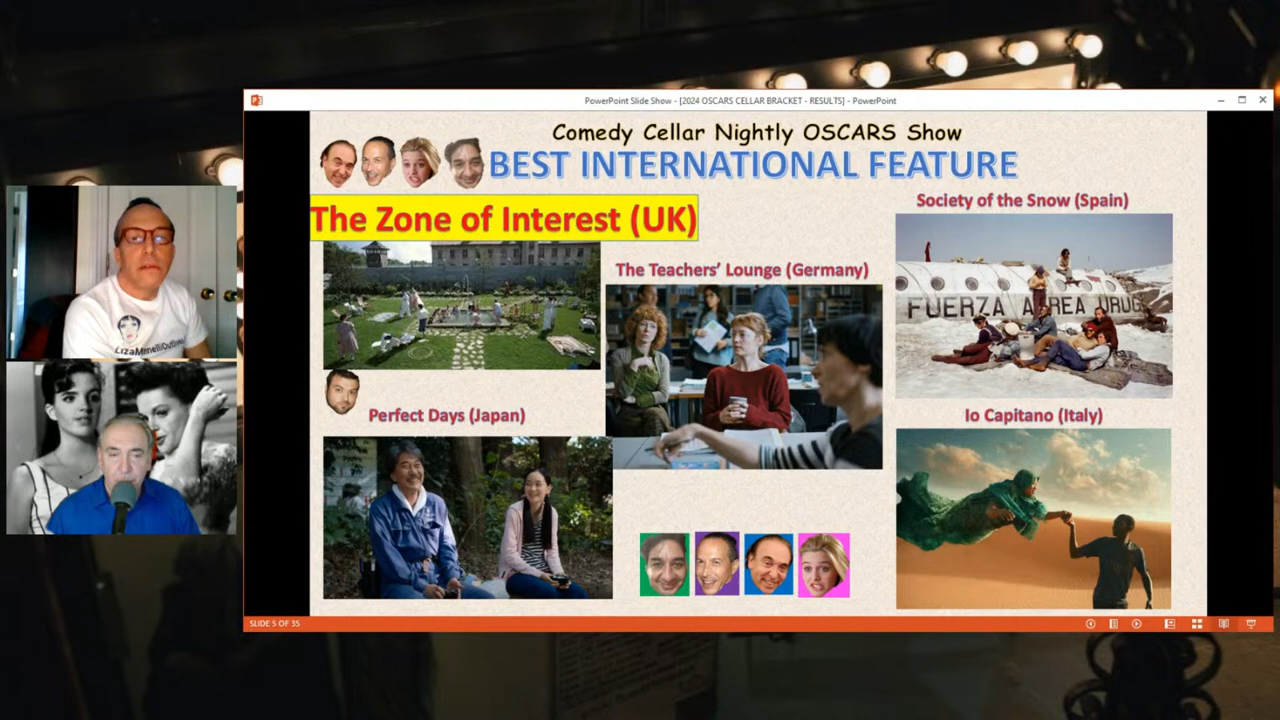 PowerPoint Slide Show - [2024 OSCARS CELLAR BRACKET - RESULTS] - PowerPoint
Comedy Cellar Nightly OSCARS Show
BEST INTERNATIONAL FEATURE
The Zone of Interest (UK)
Society of the Snow (Spain)
The Teachers' Lounge (Germany)
FUERZA AEREA URUG
Perfect Days (Japan)
Io Capitano (Italy)
SLIDE 5 OF 35